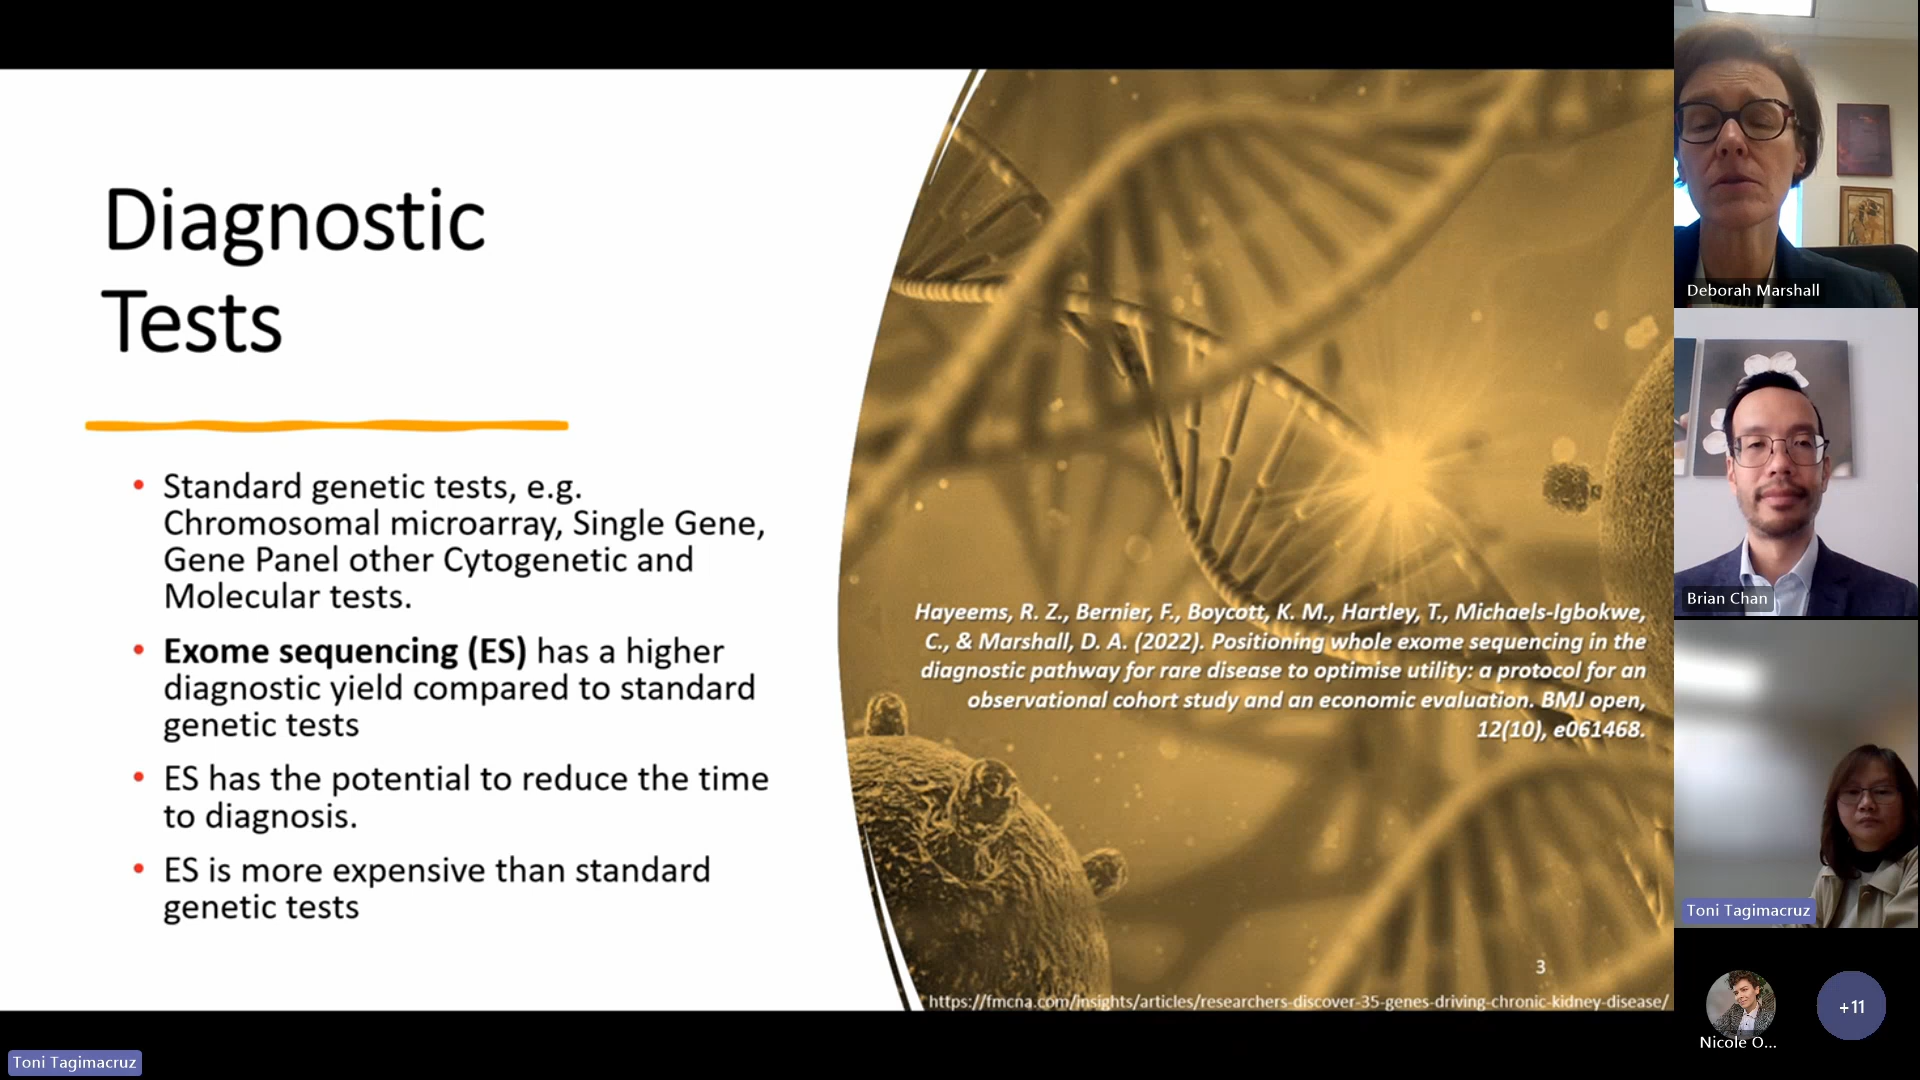 Diagnostic
Tests
• Standard genetic tests, e.g.
Chromosomal microarray, Single Gene,
Gene Panel other Cytogenetic and
Molecular tests.
• Exome sequencing (ES) has a higher
diagnostic yield compared to standard
genetic tests
• ES has the potential to reduce the time
to diagnosis.
• ES is more expensive than standard
genetic tests
Hayeems, R. Z., Bernier, F., Boycott, K. M., Hartley, T., Michaels-Igbokwe,
C., & Marshall, D. A. (2022). Positioning whole exome sequencing in the
diagnostic pathway for rare disease to optimise utility: a protocol for an
observational cohort study and an economic evaluation. BMJ open,
12(10), e061468.
3
https://fmcna.com/insights/articles/researchers-discover-35-genes-driving-chronic-kidney-disease/
Deborah Marshall
Brian Chan
Toni Tagimacruz
Nicole O...
+11
Toni Tagimacruz